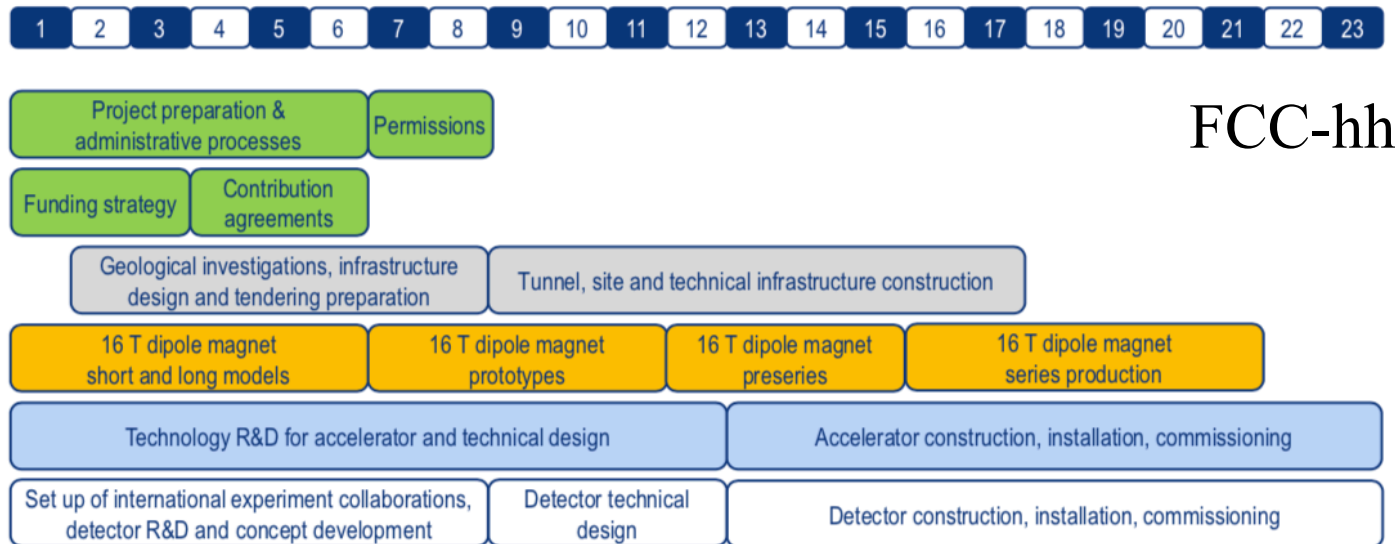 1 2 3 4 5 6 7 8 9 10 11 12 13 14 15 16 17 18 19 20 21 22 23
FCC-hh
Project preparation &
administrative processes
Permissions
Funding strategy
Contribution
agreements
Geological investigations, infrastructure
design and tendering preparation
Tunnel, site and technical infrastructure construction
16 T dipole magnet
short and long models
16 T dipole magnet
prototypes
16 T dipole magnet
preseries
16 T dipole magnet
series production
Technology R&D for accelerator and technical design
Accelerator construction, installation, commissioning
Set up of international experiment collaborations,
detector R&D and concept development
Detector technical
design
Detector construction, installation, commissioning